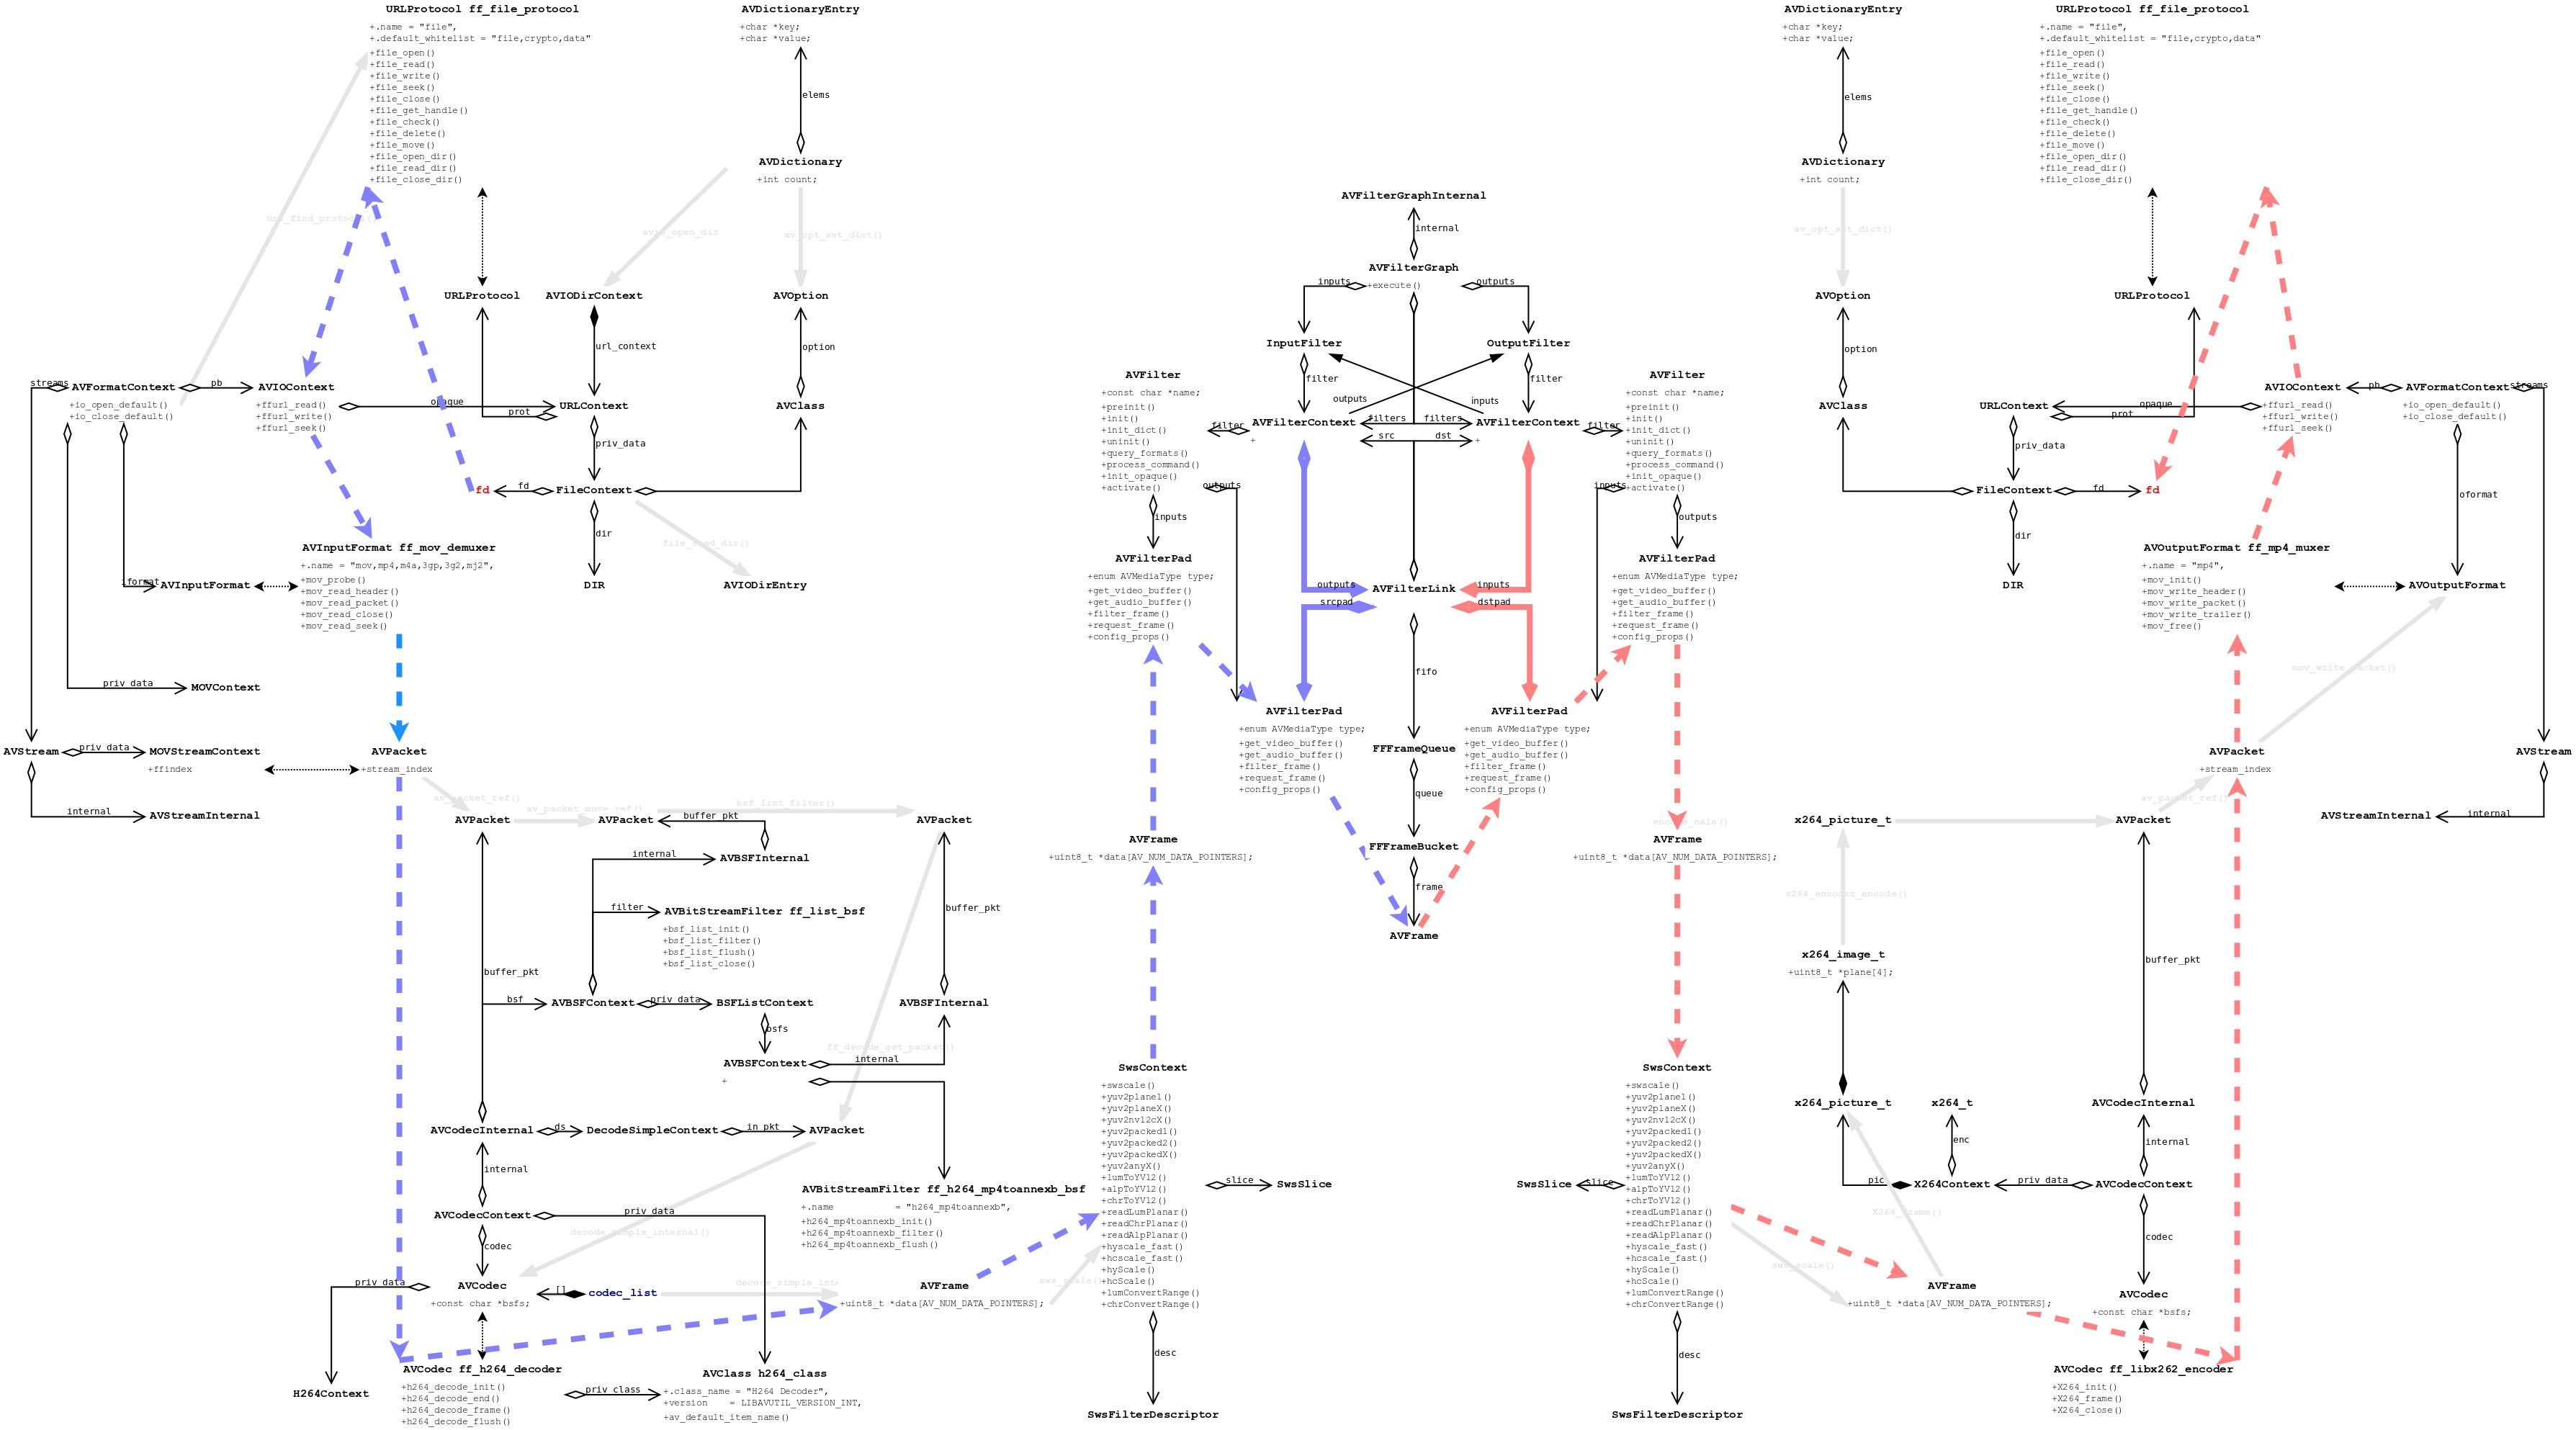 URLProtocol ff_file_protocol
+.name = "file",
+.default_whitelist = "file,crypto,data"
+file_open()
+file_read()
+file_write()
+file_seek()
+file_close()
+file_get_handle()
+file_check()
+file_delete()
+file_move()
+file_open_dir()
+file_read_dir()
+file_close_dir()
AVDictionaryEntry
+char *key;
+char *value;
elems
AVDictionary
+int count;
url_find_protocol()
avio_open_dir
av_opt_set_dict()
URLProtocol
AVIODirContext
AVOption
url_context
option
streams
AVFormatContext
+io_open_default()
+io_close_default()
pb
AVIOContext
+ffurl_read()
+ffurl_write()
+ffurl_seek()
opaque
prot
URLContext
AVClass
priv_data
fd
fd
FileContext
dir
file_read_dir()
DIR
AVIODirEntry
iformat
AVInputFormat
AVInputFormat ff_mov_demuxer
+.name = "mov,mp4,m4a,3gp,3g2,mj2",
+mov_probe()
+mov_read_header()
+mov_read_packet()
+mov_read_close()
+mov_read_seek()
priv_data
MOVContext
AVStream
priv_data
MOVStreamContext
+ffindex
AVPacket
+stream_index
internal
AVStreamInternal
av_packet_ref()
av_packet_move_ref()
bsf_list_filter()
AVPacket
AVPacket
AVPacket
buffer_pkt
internal
AVBSFInternal
filter
AVBitStreamFilter ff_list_bsf
+bsf_list_init()
+bsf_list_filter()
+bsf_list_flush()
+bsf_list_close()
buffer_pkt
buffer_pkt
bsf
AVBSFContext
priv_data
BSFListContext
AVBSFInternal
bsfs
AVBSFContext
+
internal
ff_decode_get_packet()
AVCodecInternal
ds
DecodeSimpleContext
in_pkt
AVPacket
internal
AVCodecContext
priv_data
codec
decode_simple_internal()
AVBitStreamFilter ff_h264_mp4toannexb_bsf
+.name = "h264_mp4toannexb",
+h264_mp4toannexb_init()
+h264_mp4toannexb_filter()
+h264_mp4toannexb_flush()
priv_data
AVCodec
+const char *bsfs;
[]
codec_list
decode_simple_inte
AVFrame
+uint8_t *data[AV_NUM_DATA_POINTERS];
sws_scale()
H264Context
AVCodec ff_h264_decoder
+h264_decode_init()
+h264_decode_end()
+h264_decode_frame()
+h264_decode_flush()
priv_class
AVClass h264_class
+.class_name = "H264 Decoder",
+version = LIBAVUTIL_VERSION_INT,
+av_default_item_name()
AVFilterGraphInternal
internal
AVFilterGraph
+execute()
inputs
outputs
InputFilter
OutputFilter
filter
filter
outputs
inputs
AVFilterContext
+
filters
filters
AVFilterContext
+
src
dst
AVFilter
+const char *name;
+preinit()
+init()
+init_dict()
+uninit()
+query_formats()
+process_command()
+init_opaque()
+activate()
filter
outputs
inputs
AVFilterPad
+enum AVMediaType type;
+get_video_buffer()
+get_audio_buffer()
+filter_frame()
+request_frame()
+config_props()
AVFilter
+const char *name;
+preinit()
+init()
+init_dict()
+uninit()
+query_formats()
+process_command()
+init_opaque()
+activate()
filter
inputs
outputs
AVFilterPad
+enum AVMediaType type;
+get_video_buffer()
+get_audio_buffer()
+filter_frame()
+request_frame()
+config_props()
outputs
AVFilterLink
inputs
srcpad
dstpad
fifo
AVFilterPad
+enum AVMediaType type;
+get_video_buffer()
+get_audio_buffer()
+filter_frame()
+request_frame()
+config_props()
AVFilterPad
+enum AVMediaType type;
+get_video_buffer()
+get_audio_buffer()
+filter_frame()
+request_frame()
+config_props()
FFFrameQueue
queue
FFFrameBucket
frame
AVFrame
AVFrame
+uint8_t *data[AV_NUM_DATA_POINTERS];
encode_nals()
AVFrame
+uint8_t *data[AV_NUM_DATA_POINTERS];
SwsContext
+swscale()
+yuv2plane1()
+yuv2planeX()
+yuv2nv12cX()
+yuv2packed1()
+yuv2packed2()
+yuv2packedX()
+yuv2anyX()
+lumToYV12()
+alpToYV12()
+chrToYV12()
+readLumPlanar()
+readChrPlanar()
+readAlpPlanar()
+hyscale_fast()
+hcscale_fast()
+hyScale()
+hcScale()
+lumConvertRange()
+chrConvertRange()
slice
SwsSlice
desc
SwsFilterDescriptor
SwsContext
+swscale()
+yuv2plane1()
+yuv2planeX()
+yuv2nv12cX()
+yuv2packed1()
+yuv2packed2()
+yuv2packedX()
+yuv2anyX()
+lumToYV12()
+alpToYV12()
+chrToYV12()
+readLumPlanar()
+readChrPlanar()
+readAlpPlanar()
+hyscale_fast()
+hcscale_fast()
+hyScale()
+hcScale()
+lumConvertRange()
+chrConvertRange()
SwsSlice
slice
desc
SwsFilterDescriptor
AVDictionaryEntry
+char *key;
+char *value;
elems
AVDictionary
+int count;
av_opt_set_dict()
AVOption
option
AVClass
URLProtocol ff_file_protocol
+.name = "file",
+.default_whitelist = "file,crypto,data"
+file_open()
+file_read()
+file_write()
+file_seek()
+file_close()
+file_get_handle()
+file_check()
+file_delete()
+file_move()
+file_open_dir()
+file_read_dir()
+file_close_dir()
URLProtocol
URLContext
opaque
prot
priv_data
FileContext
fd
fd
dir
DIR
AVIOContext
+ffurl_read()
+ffurl_write()
+ffurl_seek()
pb
AVFormatContext
+io_open_default()
+io_close_default()
streams
oformat
AVOutputFormat ff_mp4_muxer
+.name = "mp4",
+mov_init()
+mov_write_header()
+mov_write_packet()
+mov_write_trailer()
+mov_free()
AVOutputFormat
mov_write_packet()
AVPacket
+stream_index
AVStream
AVStreamInternal
internal
av_packet_ref()
x264_picture_t
AVPacket
x264_encoder_encode()
buffer_pkt
x264_image_t
+uint8_t *plane[4];
x264_picture_t
x264_t
AVCodecInternal
enc
internal
pic
X264Context
priv_data
AVCodecContext
X264_frame()
codec
sws_scale()
AVFrame
+uint8_t *data[AV_NUM_DATA_POINTERS];
AVCodec
+const char *bsfs;
AVCodec ff_libx262_encoder
+X264_init()
+X264_frame()
+X264_close()